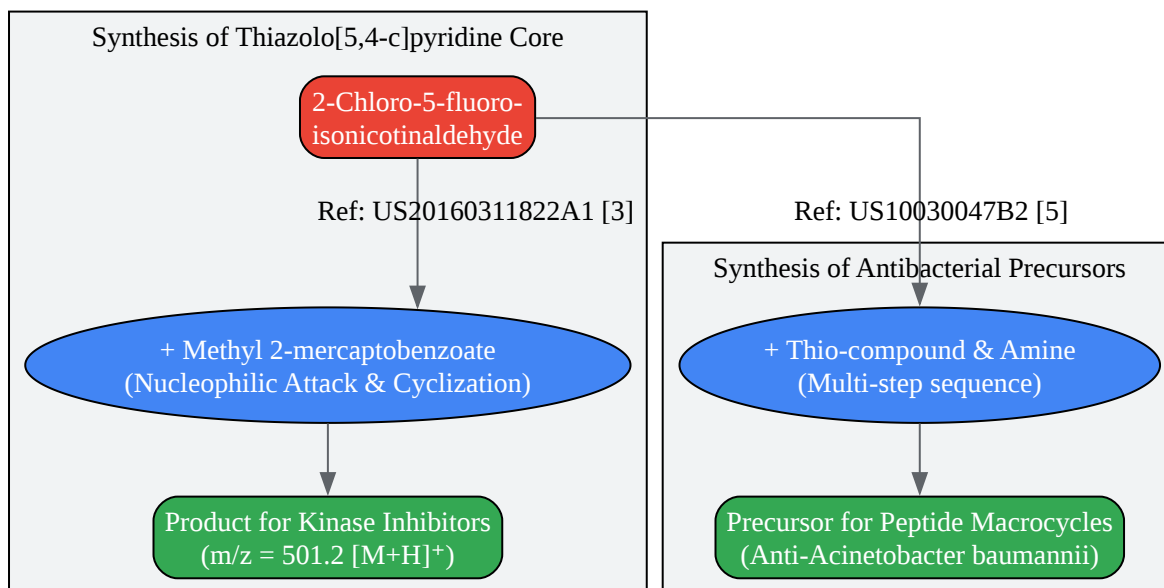 Synthesis of Thiazolo[5,4-c]pyridine Core
2-Chloro-5-fluoro-
isonicotinaldehyde
Ref: US20160311822A1 [3]
+ Methyl 2-mercaptobenzoate
(Nucleophilic Attack & Cyclization)
Product for Kinase Inhibitors
(m/z = 501.2 [M+H]⁺)
Ref: US10030047B2 [5]
Synthesis of Antibacterial Precursors
+ Thio-compound & Amine
(Multi-step sequence)
Precursor for Peptide Macrocycles
(Anti-Acinetobacter baumannii)